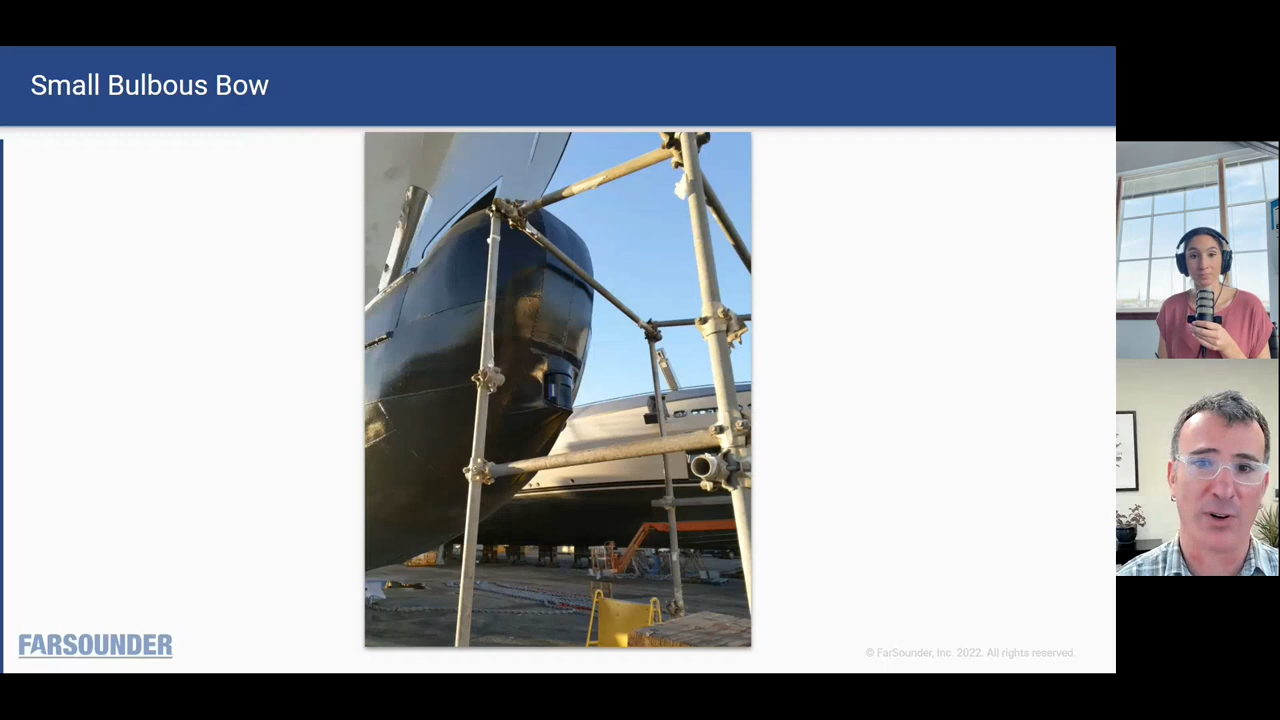 Small Bulbous Bow
FARSOUNDER
© FarSounder, Inc. 2022. All rights reserved.